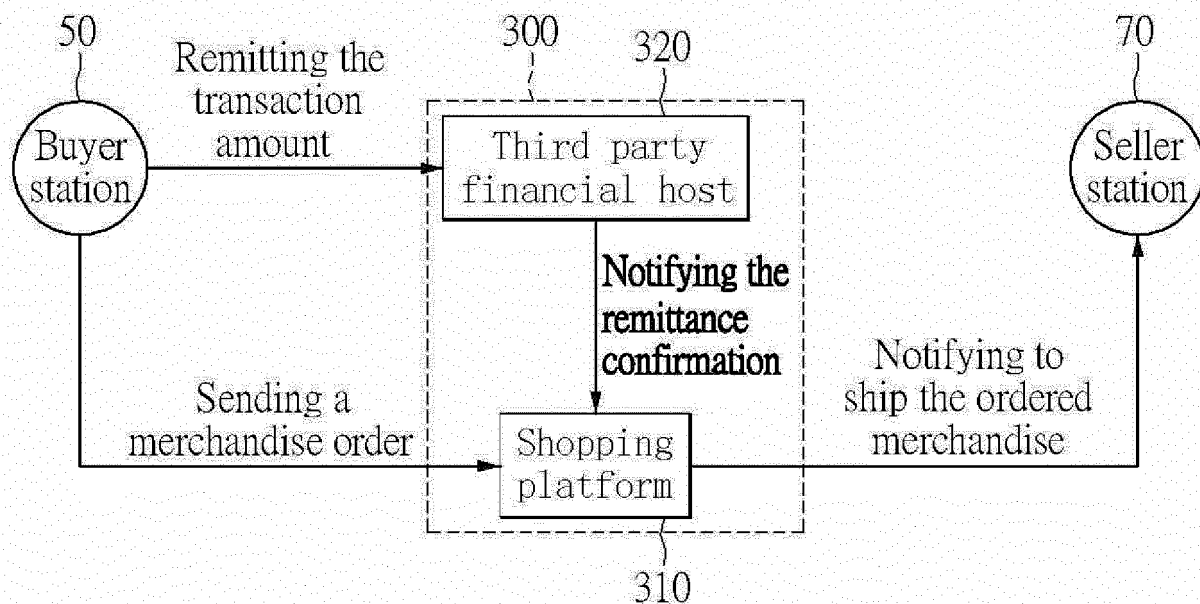 50
300
320
70
Remitting the
transaction
amount
Buyer
station
Third party
financial host
Seller
station
Notifying the
remittance
confirmation
Sending a
merchandise order
Shopping
platform
Notifying to
ship the ordered
merchandise
310